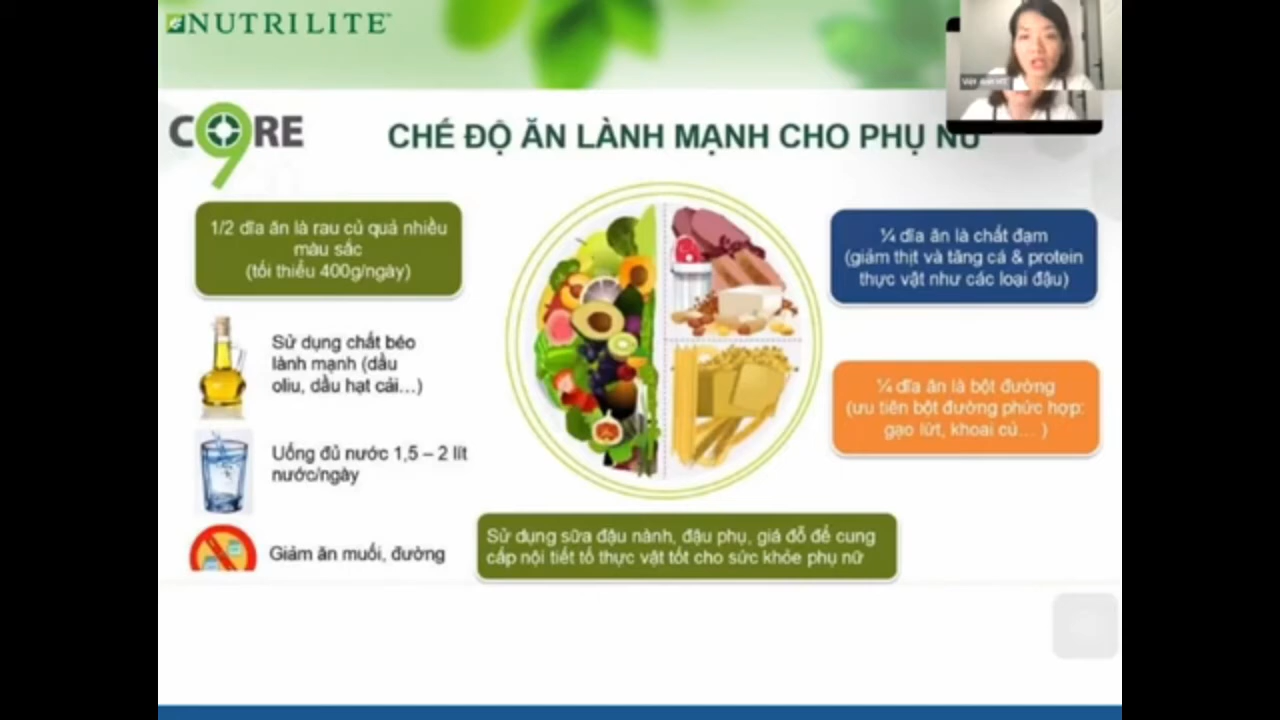 NUTRILITE
CORE
9
CHẾ ĐỘ ĂN LÀNH MẠNH CHO PHỤ NỮ
1/2 đĩa ăn là rau củ quả nhiều
màu sắc
(tối thiểu 400g/ngày)
Sử dụng chất béo
lành mạnh (dầu
oliu, dầu hạt cải...)
Uống đủ nước 1,5 – 2 lít
nước/ngày
Giảm ăn muối, đường
¼ đĩa ăn là chất đạm
(giảm thịt và tăng cá & protein
thực vật như các loại đậu)
¼ đĩa ăn là bột đường
(ưu tiên bột đường phức hợp:
gạo lứt, khoai củ... )
Sử dụng sữa đậu nành, đậu phụ, giá đỗ để cung
cấp nội tiết tố thực vật tốt cho sức khỏe phụ nữ